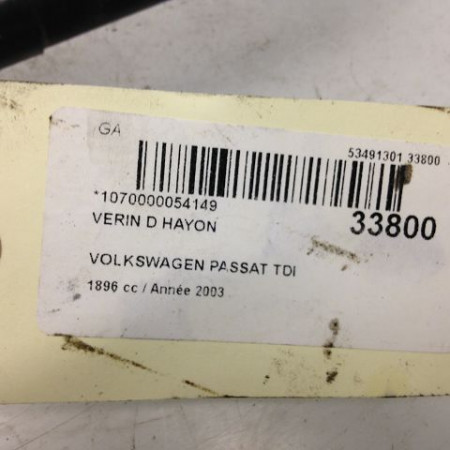 GA
53491301 33800
*1070000054149
33800
VERIN D HAYON
VOLKSWAGEN PASSAT TDI
1896 cc / Année 2003